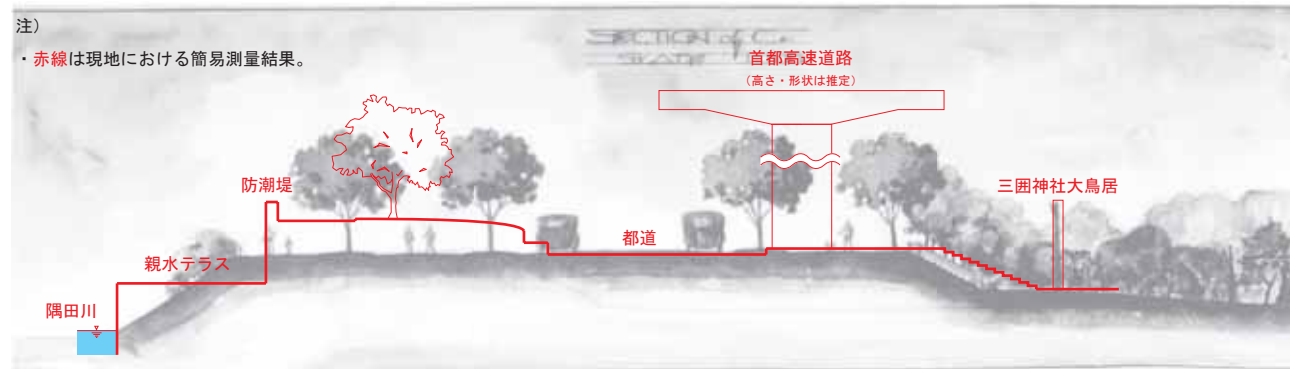 注)
・赤線は現地における簡易測量結果。
SECTION of
首都高速道路
(高さ・形状は推定)
防潮堤
三囲神社大鳥居
都道
親水テラス
隅田川